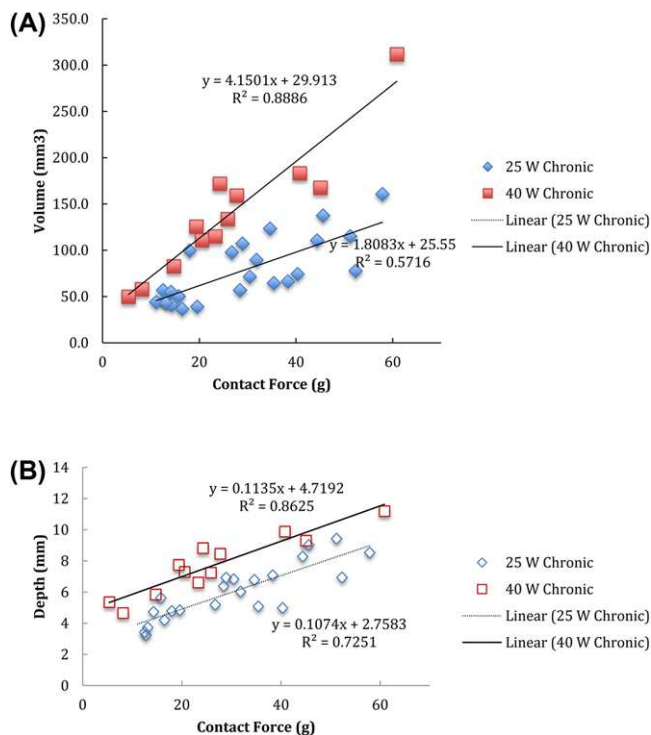 (A)
350.0
300.0
250.0
200.0
150.0
100.0
50.0
0.0
Volume (mm3)
y = 4.1501x + 29.913
R² = 0.8886
y = 1.8083x + 25.55
R² = 0.5716
0 20 40 60
Contact Force (g)
25 W Chronic
40 W Chronic
Linear (25 W Chronic)
Linear (40 W Chronic)
(B)
14
12
10
8
6
4
2
0
Depth (mm)
y = 0.1135x + 4.7192
R² = 0.8625
y = 0.1074x + 2.7583
R² = 0.7251
0 20 40 60
Contact Force (g)
25 W Chronic
40 W Chronic
Linear (25 W Chronic)
Linear (40 W Chronic)